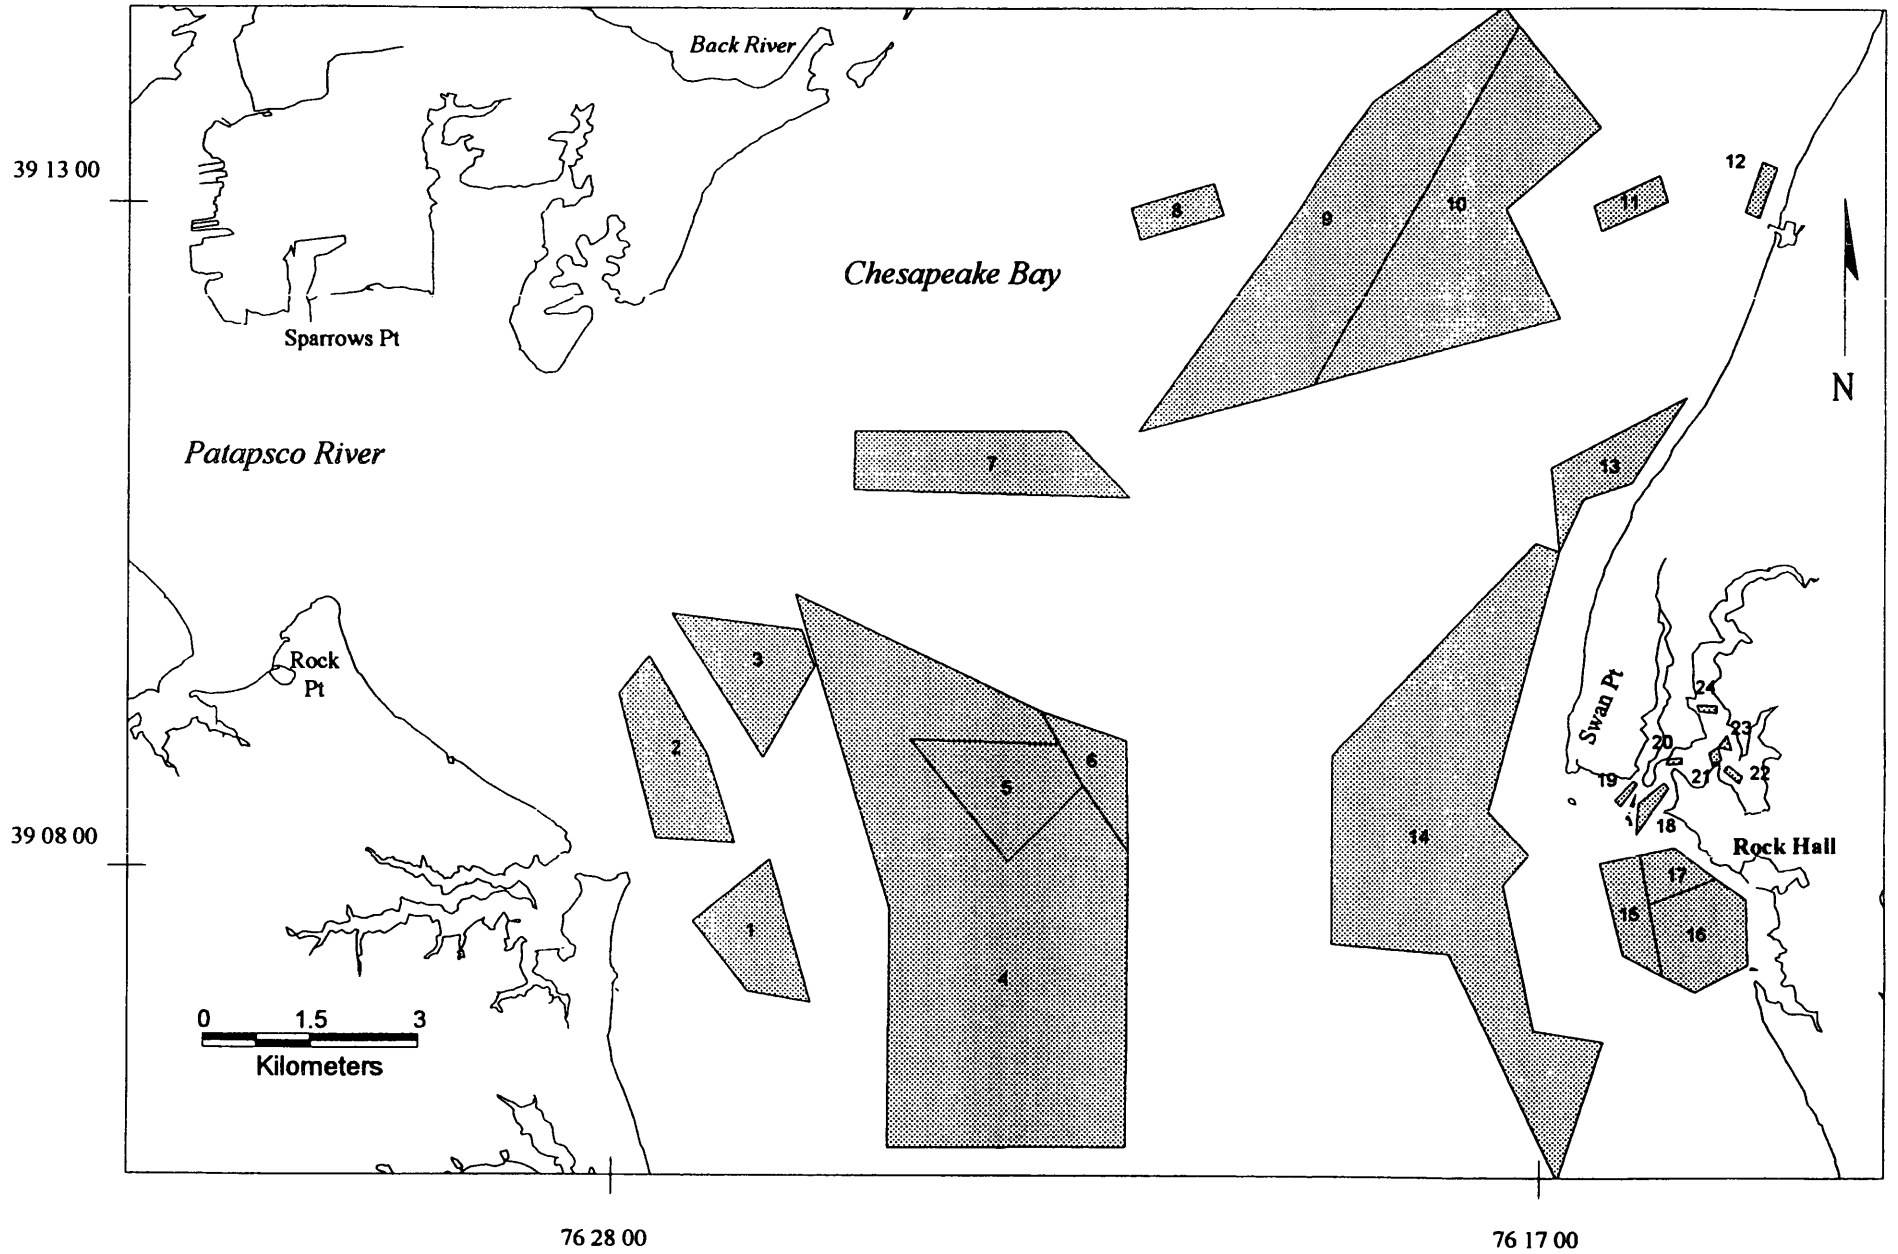 Back River
39 13 00
12
8
9
10
11
Chesapeake Bay
Sparrows Pt
N
Patapsco River
7
13
Rock
Pt
3
2
5
6
Swan Pt
24
23
20
19
21
22
18
39 08 00
14
Rock Hall
1
4
15
17
16
0 1.5 3
Kilometers
76 28 00
76 17 00